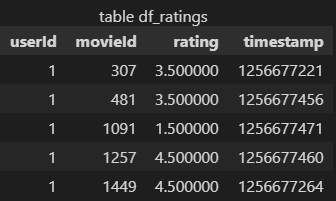 table df_ratings
userId movieId rating timestamp
1 307 3.500000 1256677221
1 481 3.500000 1256677456
1 1091 1.500000 1256677471
1 1257 4.500000 1256677460
1 1449 4.500000 1256677264